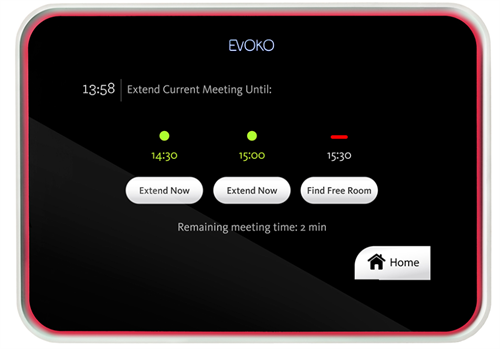 EVOKO
13:58 Extend Current Meeting Until:
14:30 15:00 15:30
Extend Now Extend Now Find Free Room
Remaining meeting time: 2 min
Home